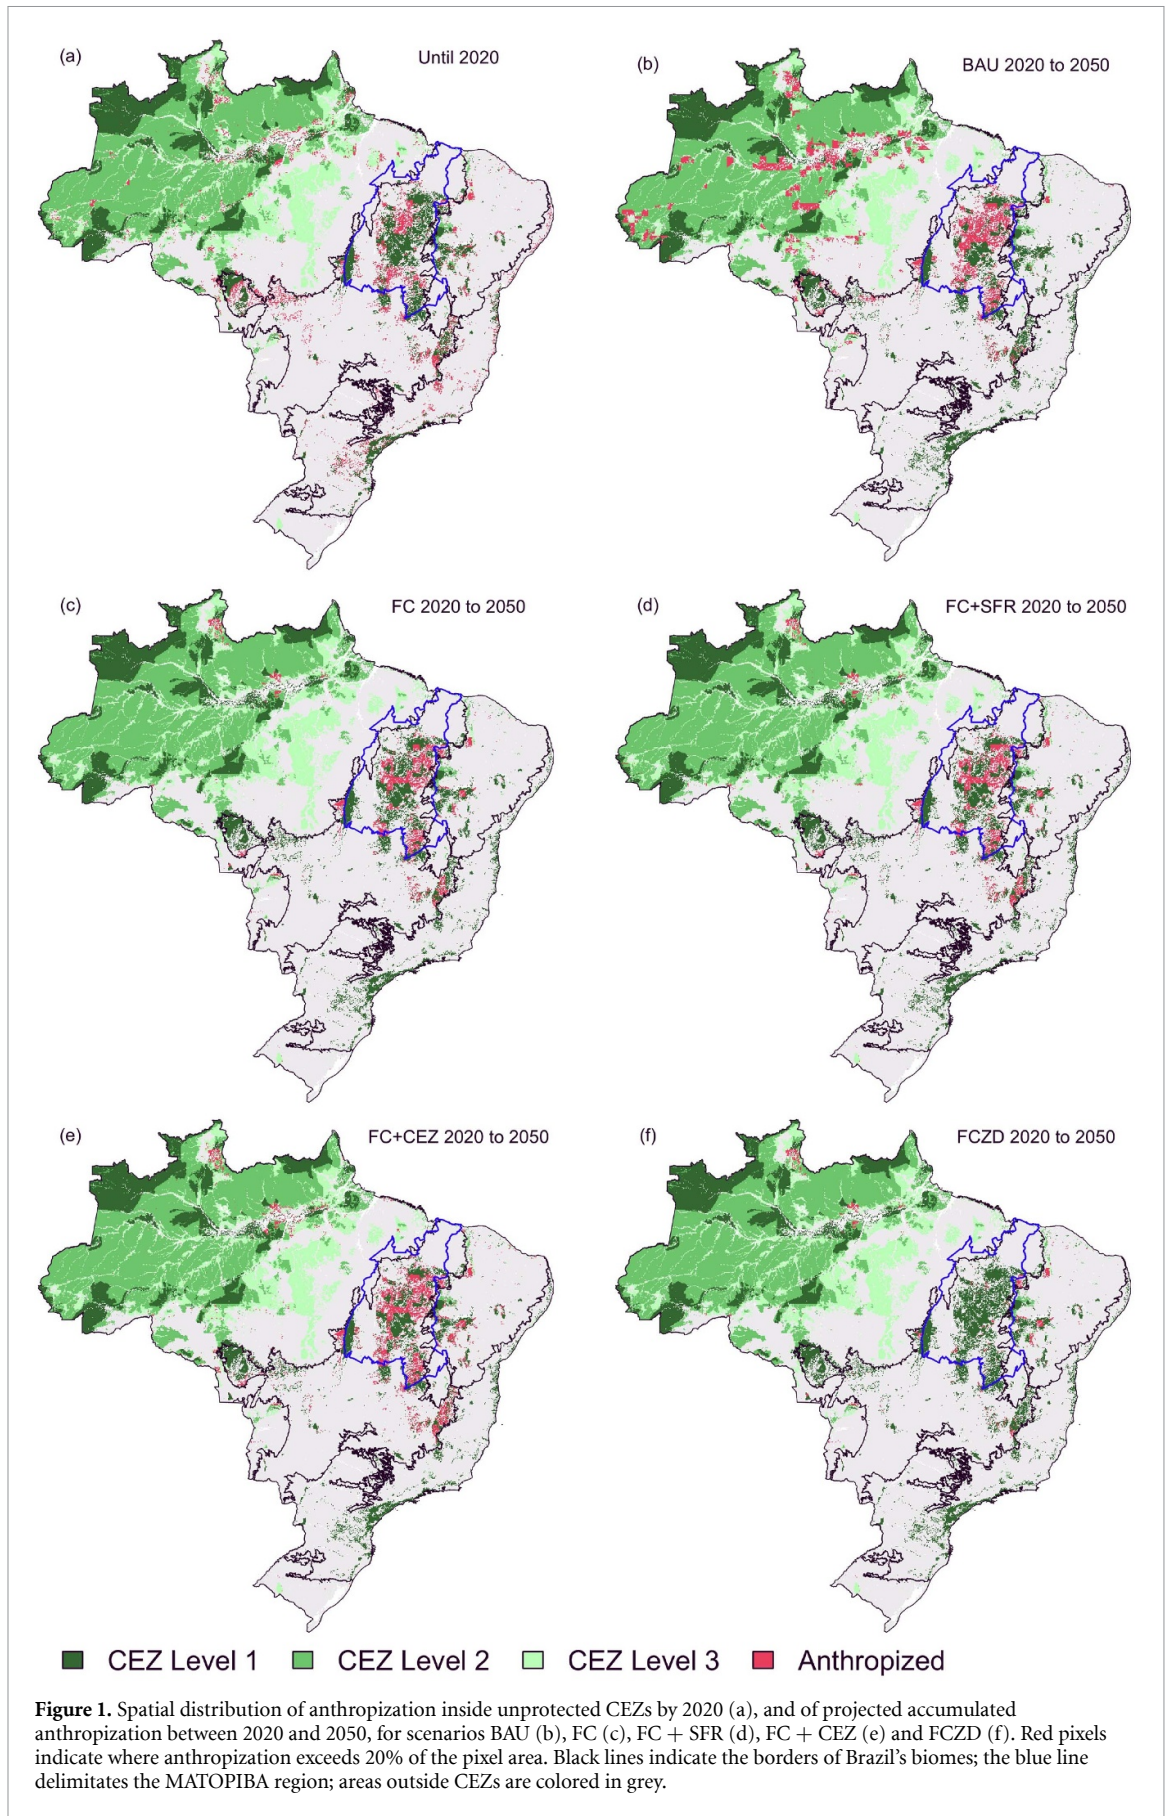 (a)
Until 2020
(b)
BAU 2020 to 2050
(c)
FC 2020 to 2050
(d)
FC+SFR 2020 to 2050
(e)
FC+CEZ 2020 to 2050
(f)
FCZD 2020 to 2050
CEZ Level 1 CEZ Level 2 CEZ Level 3 Anthropized
Figure 1. Spatial distribution of anthropization inside unprotected CEZs by 2020 (a), and of projected accumulated
anthropization between 2020 and 2050, for scenarios BAU (b), FC (c), FC + SFR (d), FC + CEZ (e) and FCZD (f). Red pixels
indicate where anthropization exceeds 20% of the pixel area. Black lines indicate the borders of Brazil’s biomes; the blue line
delimitates the MATOPIBA region; areas outside CEZs are colored in grey.